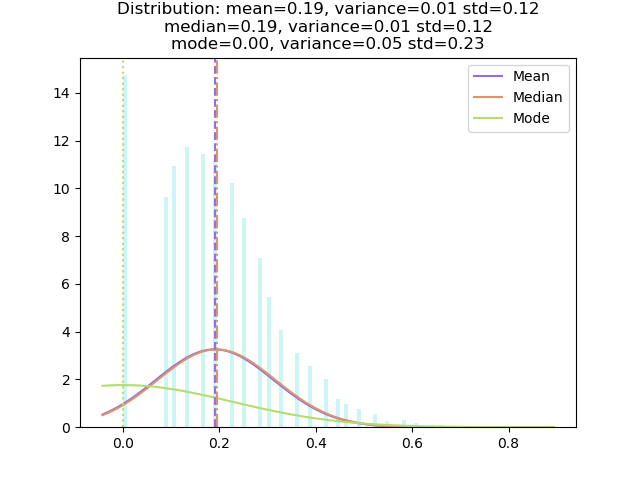 Distribution: mean=0.19, variance=0.01 std=0.12
median=0.19, variance=0.01 std=0.12
mode=0.00, variance=0.05 std=0.23
Mean
Median
Mode
14
12
10
8
6
4
2
0
0.0 0.2 0.4 0.6 0.8